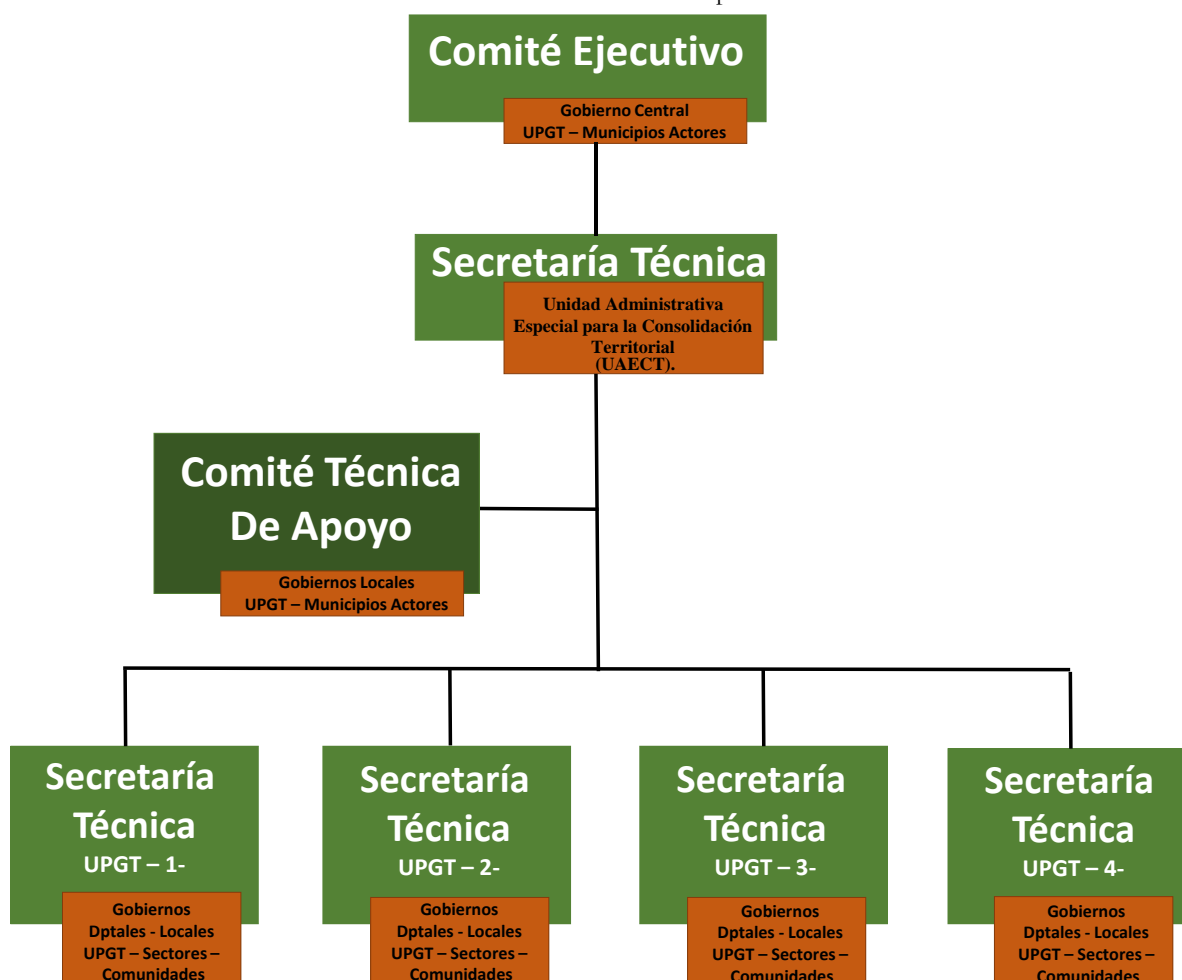 Comité Ejecutivo
Gobierno Central
UPGT – Municipios Actores
Secretaría Técnica
Unidad Administrativa
Especial para la Consolidación
Territorial
(UAECT).
Comité Técnica
De Apoyo
Gobiernos Locales
UPGT – Municipios Actores
Secretaría
Técnica
UPGT – 1-
Gobiernos
Dptales - Locales
UPGT – Sectores –
Comunidades
Secretaría
Técnica
UPGT – 2-
Gobiernos
Dptales - Locales
UPGT – Sectores –
Comunidades
Secretaría
Técnica
UPGT – 3-
Gobiernos
Dptales - Locales
UPGT – Sectores –
Comunidades
Secretaría
Técnica
UPGT – 4-
Gobiernos
Dptales - Locales
UPGT – Sectores –
Comunidades